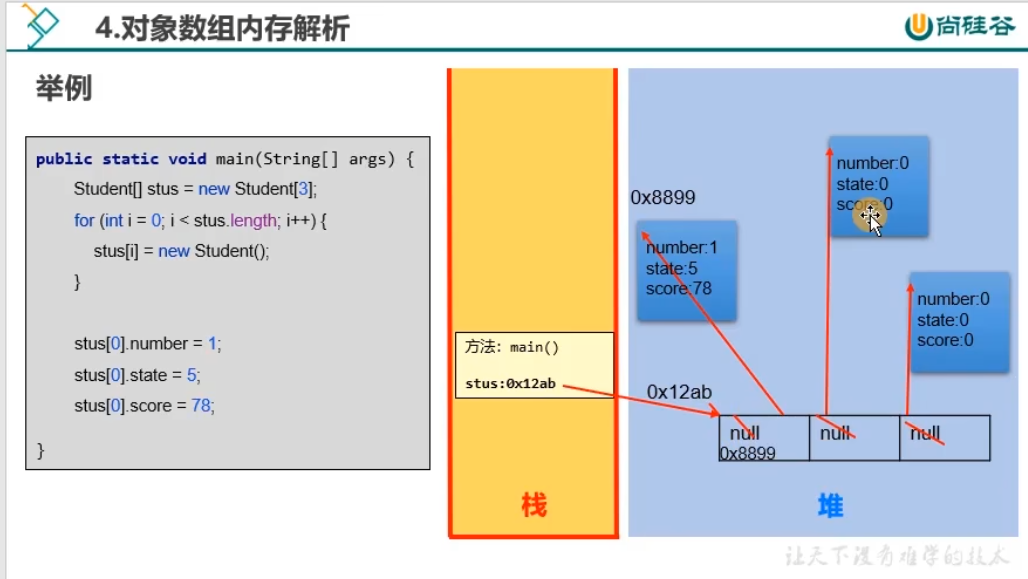 4.对象数组内存解析
尚硅谷
举例
public static void main(String[] args) {
Student[] stus = new Student[3];
for (int i = 0; i < stus.length; i++) {
stus[i] = new Student();
}
stus[0].number = 1;
stus[0].state = 5;
stus[0].score = 78;
}
方法：main()
stus:0x12ab
栈
0x8899
number:1
state:5
score:78
number:0
state:0
score:0
number:0
state:0
score:0
0x12ab
null
0x8899
null
null
堆
让天下没有难学的技术